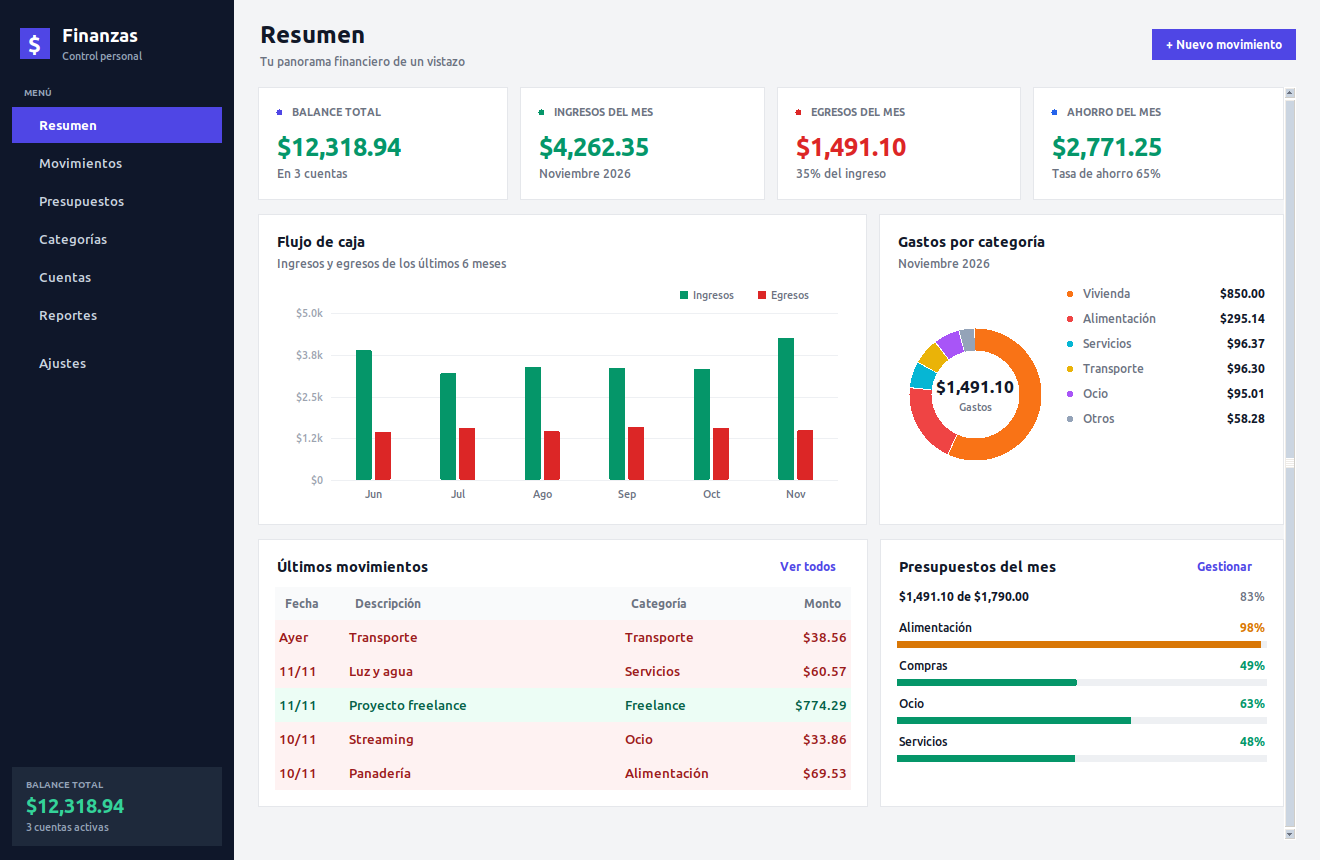 $
Finanzas
Control personal
MENÚ
Resumen
Movimientos
Presupuestos
Categorías
Cuentas
Reportes
Ajustes
BALANCE TOTAL
$12,318.94
3 cuentas activas
Resumen
Tu panorama financiero de un vistazo
+ Nuevo movimiento
BALANCE TOTAL
$12,318.94
En 3 cuentas
INGRESOS DEL MES
$4,262.35
Noviembre 2026
EGRESOS DEL MES
$1,491.10
35% del ingreso
AHORRO DEL MES
$2,771.25
Tasa de ahorro 65%
Flujo de caja
Ingresos y egresos de los últimos 6 meses
Ingresos Egresos
$5.0k
$3.8k
$2.5k
$1.2k
$0
Jun Jul Ago Sep Oct Nov
Gastos por categoría
Noviembre 2026
$1,491.10
Gastos
Vivienda $850.00
Alimentación $295.14
Servicios $96.37
Transporte $96.30
Ocio $95.01
Otros $58.28
Últimos movimientos Ver todos
Fecha Descripción Categoría Monto
Ayer Transporte Transporte $38.56
11/11 Luz y agua Servicios $60.57
11/11 Proyecto freelance Freelance $774.29
10/11 Streaming Ocio $33.86
10/11 Panadería Alimentación $69.53
Presupuestos del mes Gestionar
$1,491.10 de $1,790.00 83%
Alimentación 98%
Compras 49%
Ocio 63%
Servicios 48%